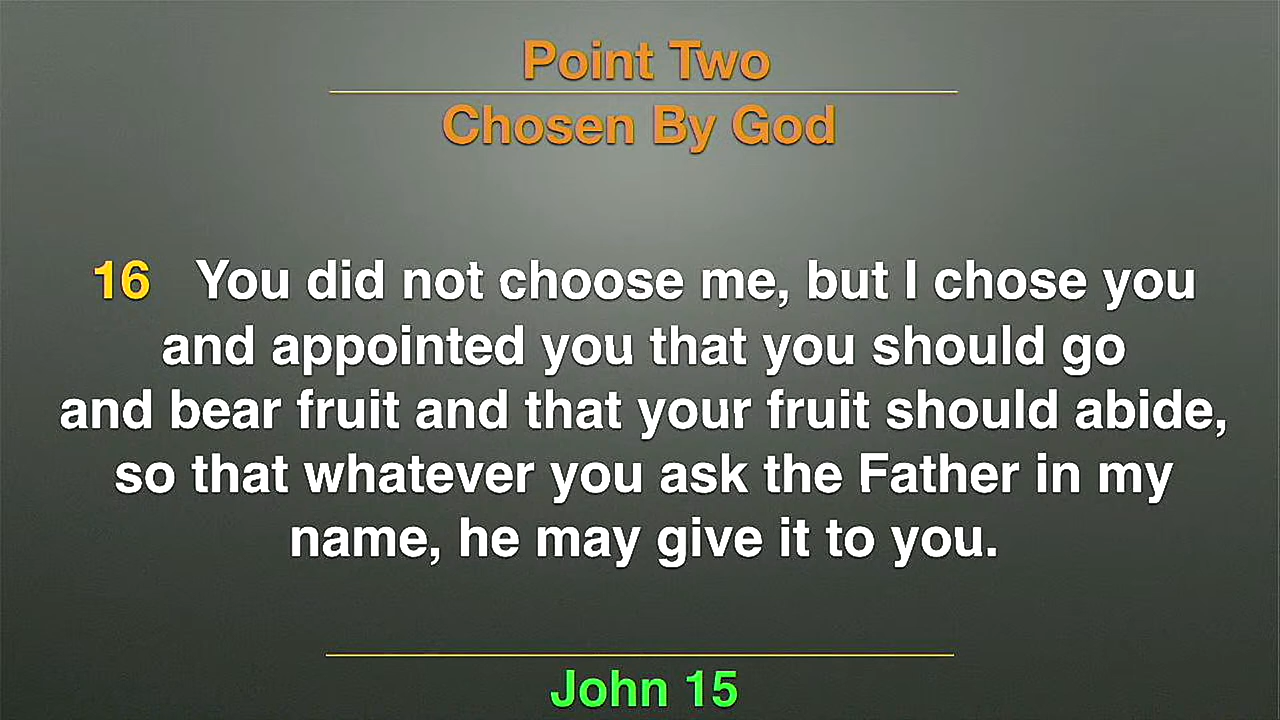 Point Two
Chosen By God
16 You did not choose me, but I chose you
and appointed you that you should go
and bear fruit and that your fruit should abide,
so that whatever you ask the Father in my
name, he may give it to you.
John 15